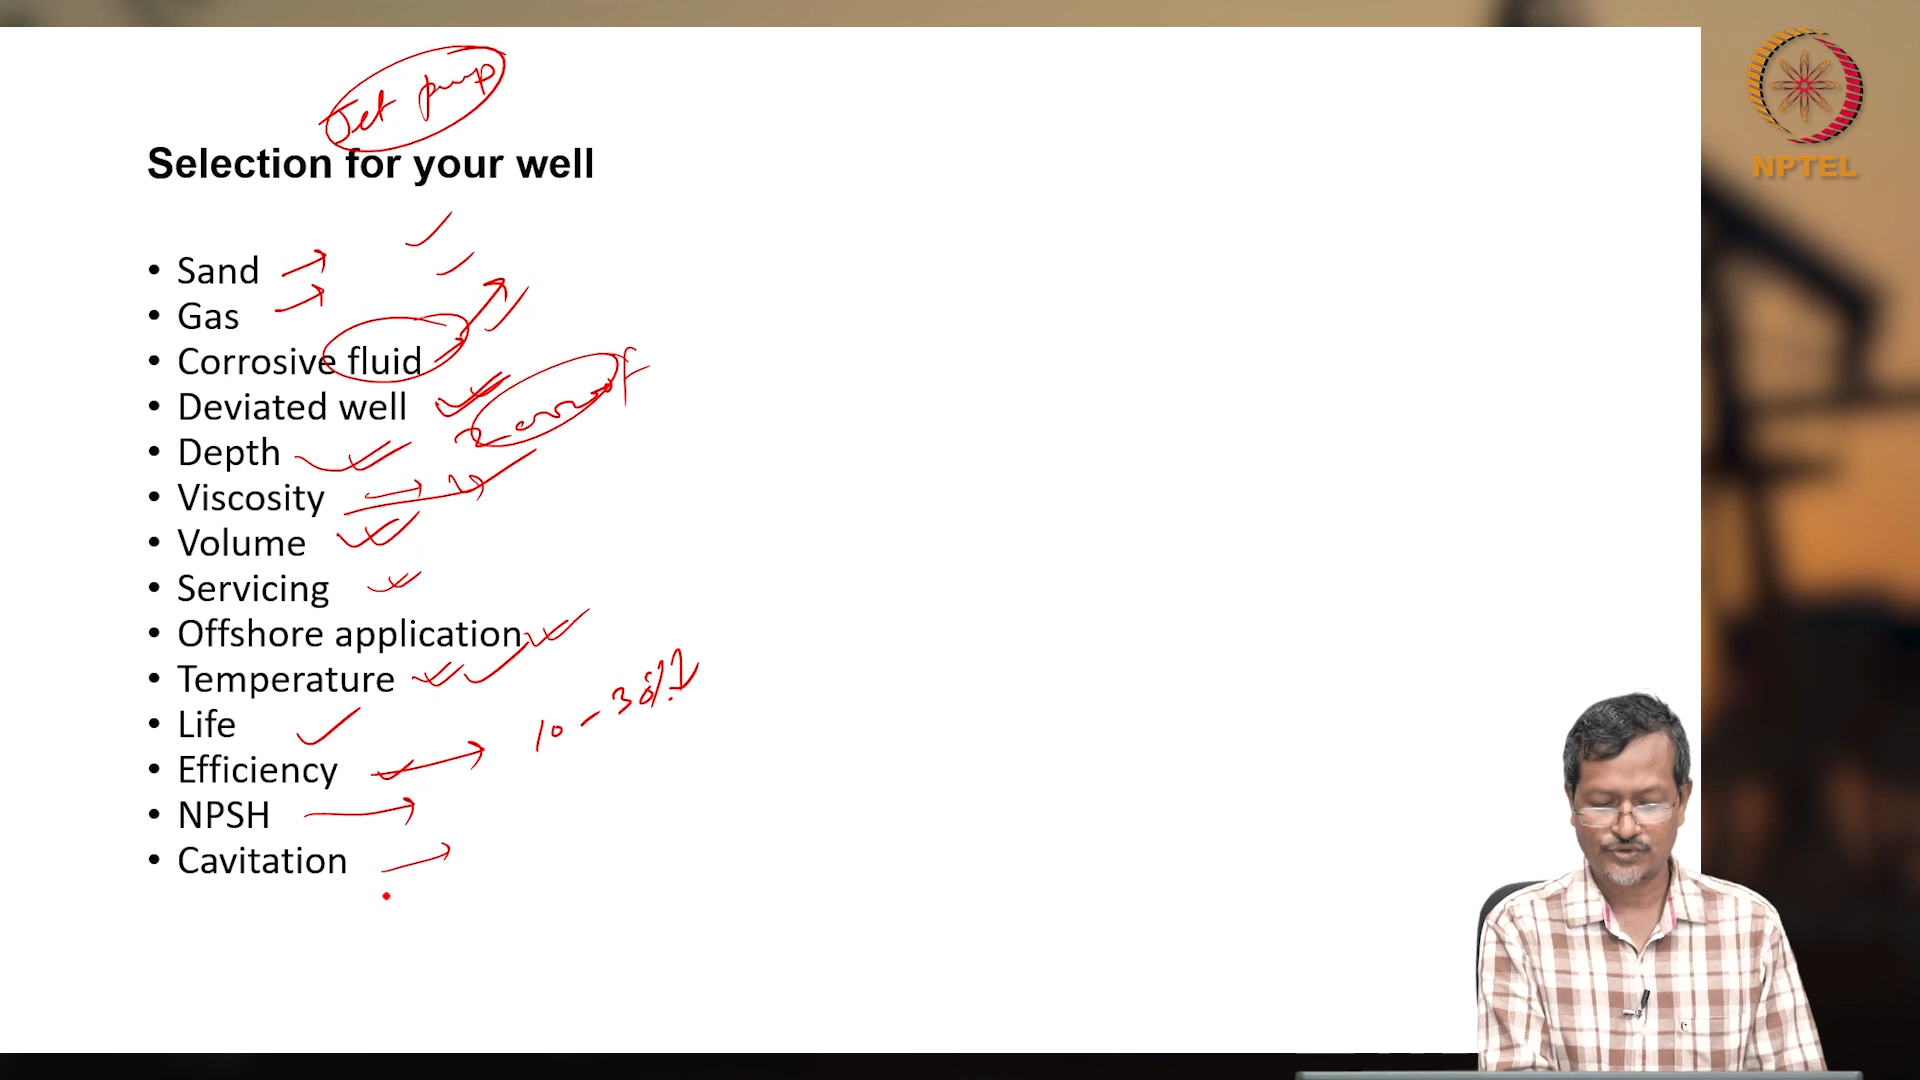 Jet pump
Selection for your well
• Sand
• Gas
• Corrosive fluid
• Deviated well
• Depth
• Viscosity
• Volume
• Servicing
• Offshore application
• Temperature
• Life
• Efficiency
10-30%
• NPSH
• Cavitation
NPTEL